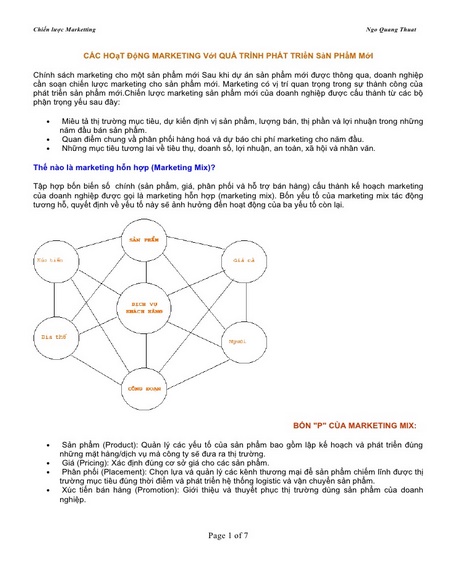 Chiến lược Marketting
Ngo Quang Thuat
CÁC HOạT ĐộNG MARKETING VớI QUÁ TRÌNH PHÁT TRIểN SảN PHẩM MớI
Chính sách marketing cho một sản phẩm mới Sau khi dự án sản phẩm mới được thông qua, doanh nghiệp
cần soạn chiến lược marketing cho sản phẩm mới. Marketing có vị trí quan trọng trong sự thành công của
phát triển sản phẩm mới.Chiến lược marketing sản phẩm mới của doanh nghiệp được cấu thành từ các bộ
phận trọng yếu sau đây:
• Miêu tả thị trường mục tiêu, dự kiến định vị sản phẩm, lượng bán, thị phần và lợi nhuận trong những
năm đầu bán sản phẩm.
• Quan điểm chung về phân phối hàng hoá và dự báo chi phí marketing cho năm đầu.
• Những mục tiêu tương lai về tiêu thụ, doanh số, lợi nhuận, an toàn, xã hội và nhân văn.
Thế nào là marketing hỗn hợp (Marketing Mix)?
Tập hợp bốn biến số chính (sản phẩm, giá, phân phối và hỗ trợ bán hàng) cấu thành kế hoạch marketing
của doanh nghiệp được gọi là marketing hỗn hợp (marketing mix). Bốn yếu tố của marketing mix tác động
tương hỗ, quyết định về yếu tố này sẽ ảnh hưởng đến hoạt động của ba yếu tố còn lại.
SẢN PHẨM
Xúc tiến
Giá cả
DỊCH VỤ
KHÁCH HÀNG
Địa thế
Người
CÔNG ĐOẠN
BỐN "P" CỦA MARKETING MIX:
• Sản phẩm (Product): Quản lý các yếu tố của sản phẩm bao gồm lập kế hoạch và phát triển đúng
những mặt hàng/dịch vụ mà công ty sẽ đưa ra thị trường.
• Giá (Pricing): Xác định đúng cơ sở giá cho các sản phẩm.
• Phân phối (Placement): Chọn lựa và quản lý các kênh thương mại để sản phẩm chiếm lĩnh được thị
trường mục tiêu đúng thời điểm và phát triển hệ thống logistic và vận chuyển sản phẩm.
• Xúc tiến bán hàng (Promotion): Giới thiệu và thuyết phục thị trường dùng sản phẩm của doanh
nghiệp.
Page 1 of 7